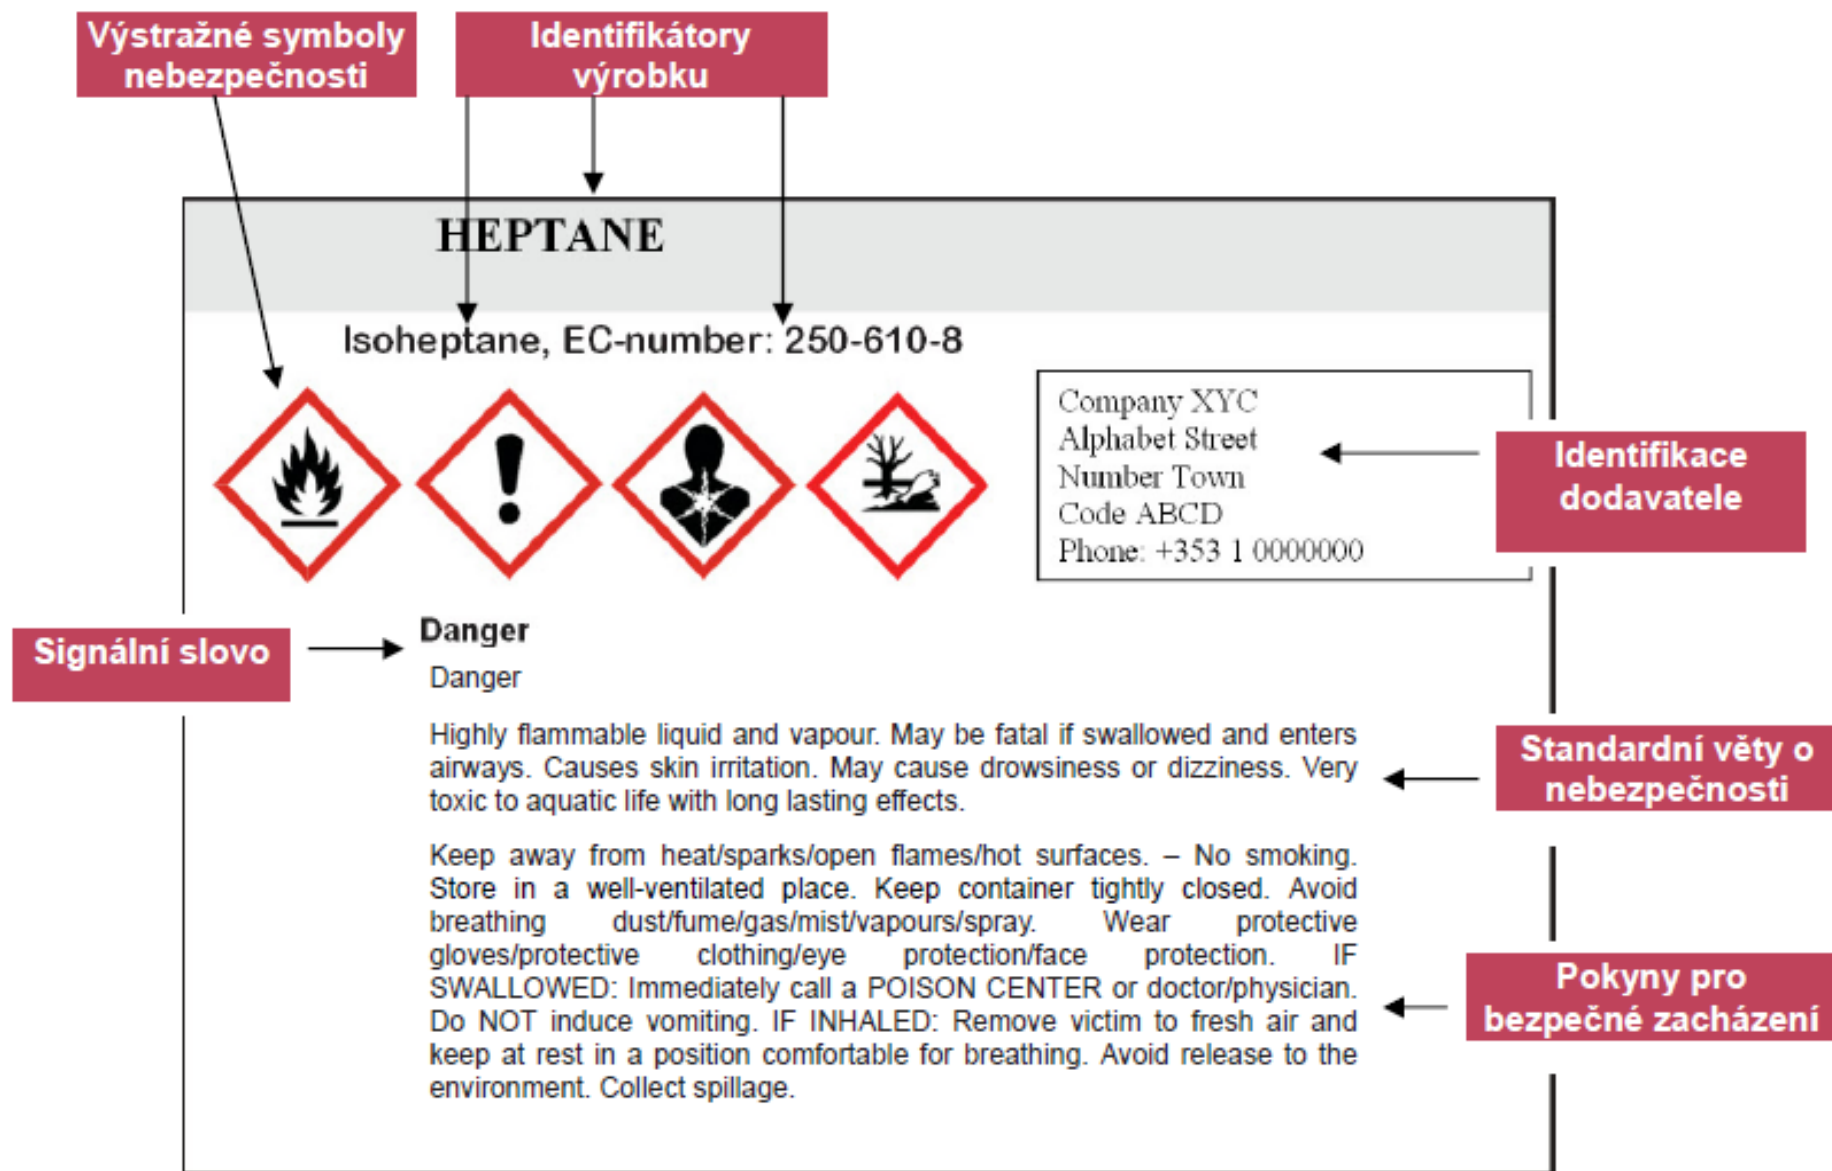 Výstražné symboly
nebezpečnosti
Identifikátory
výrobku
HEPTANE
Isoheptane, EC-number: 250-610-8
Company XYC
Alphabet Street
Number Town
Code ABCD
Phone: +353 1 0000000
Identifikace
dodavatele
Signální slovo
Danger
Danger
Highly flammable liquid and vapour. May be fatal if swallowed and enters
airways. Causes skin irritation. May cause drowsiness or dizziness. Very
toxic to aquatic life with long lasting effects.
Standardní věty o
nebezpečnosti
Keep away from heat/sparks/open flames/hot surfaces. – No smoking.
Store in a well-ventilated place. Keep container tightly closed. Avoid
breathing dust/fume/gas/mist/vapours/spray. Wear protective
gloves/protective clothing/eye protection/face protection. IF
SWALLOWED: Immediately call a POISON CENTER or doctor/physician.
Do NOT induce vomiting. IF INHALED: Remove victim to fresh air and
keep at rest in a position comfortable for breathing. Avoid release to the
environment. Collect spillage.
Pokyny pro
bezpečné zacházení